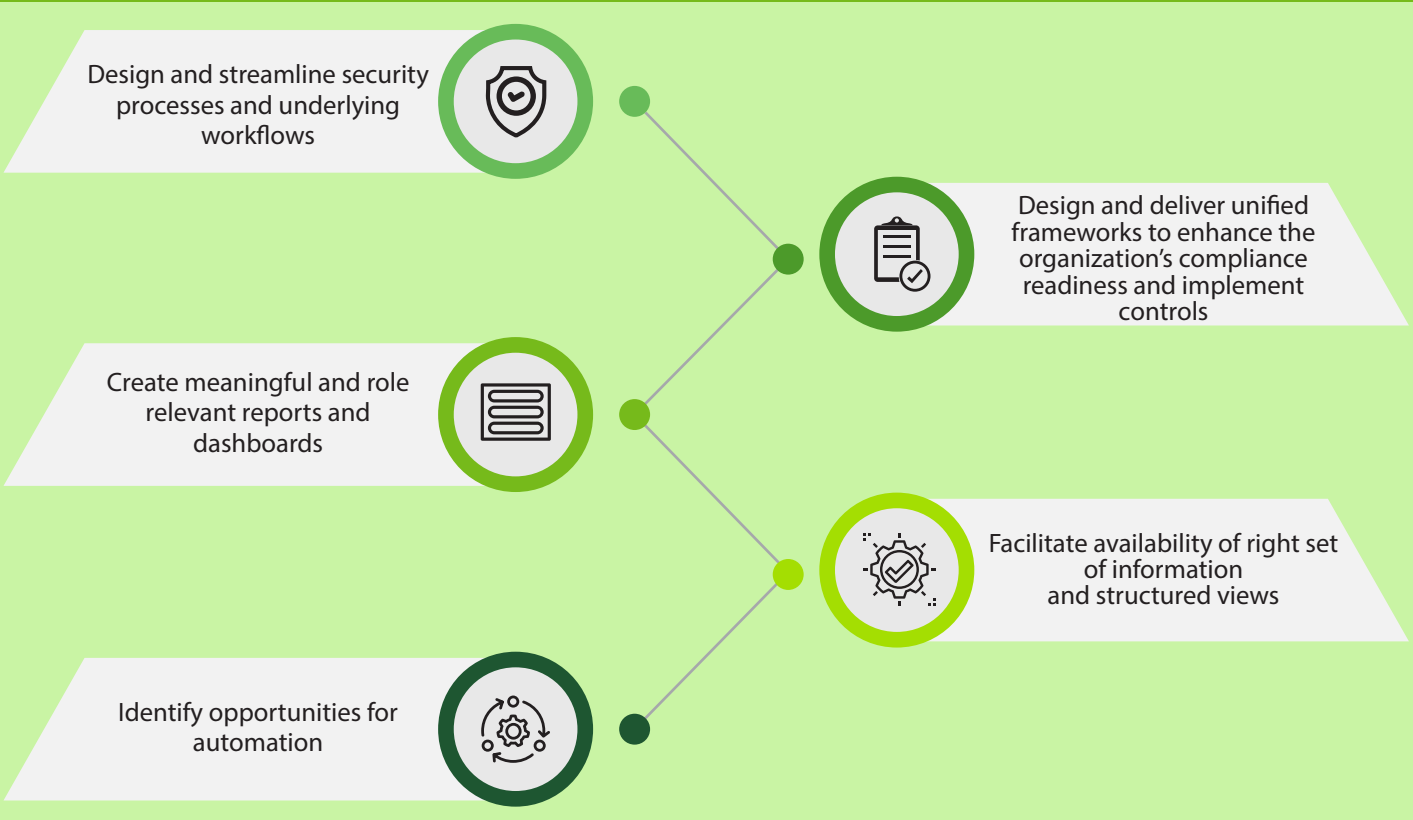 Design and streamline security
processes and underlying
workflows
Design and deliver unified
frameworks to enhance the
organization’s compliance
readiness and implement
controls
Create meaningful and role
relevant reports and
dashboards
Facilitate availability of right set
of information
and structured views
Identify opportunities for
automation